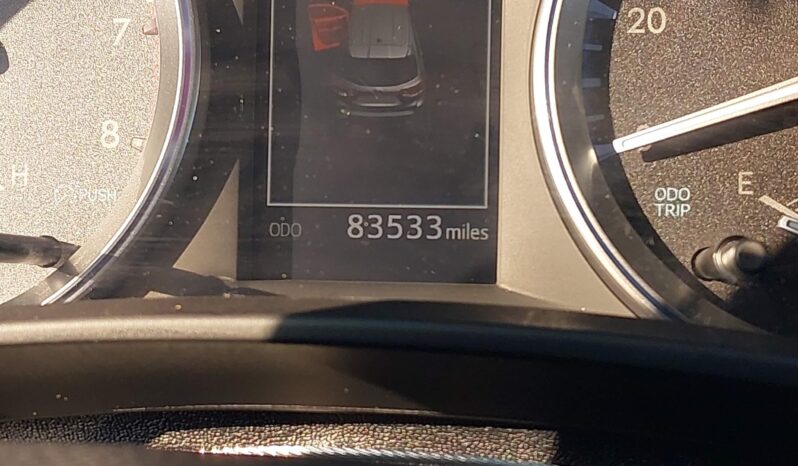 7
8
H
PUSH
ODO 83533 miles
20
E
ODO
TRIP